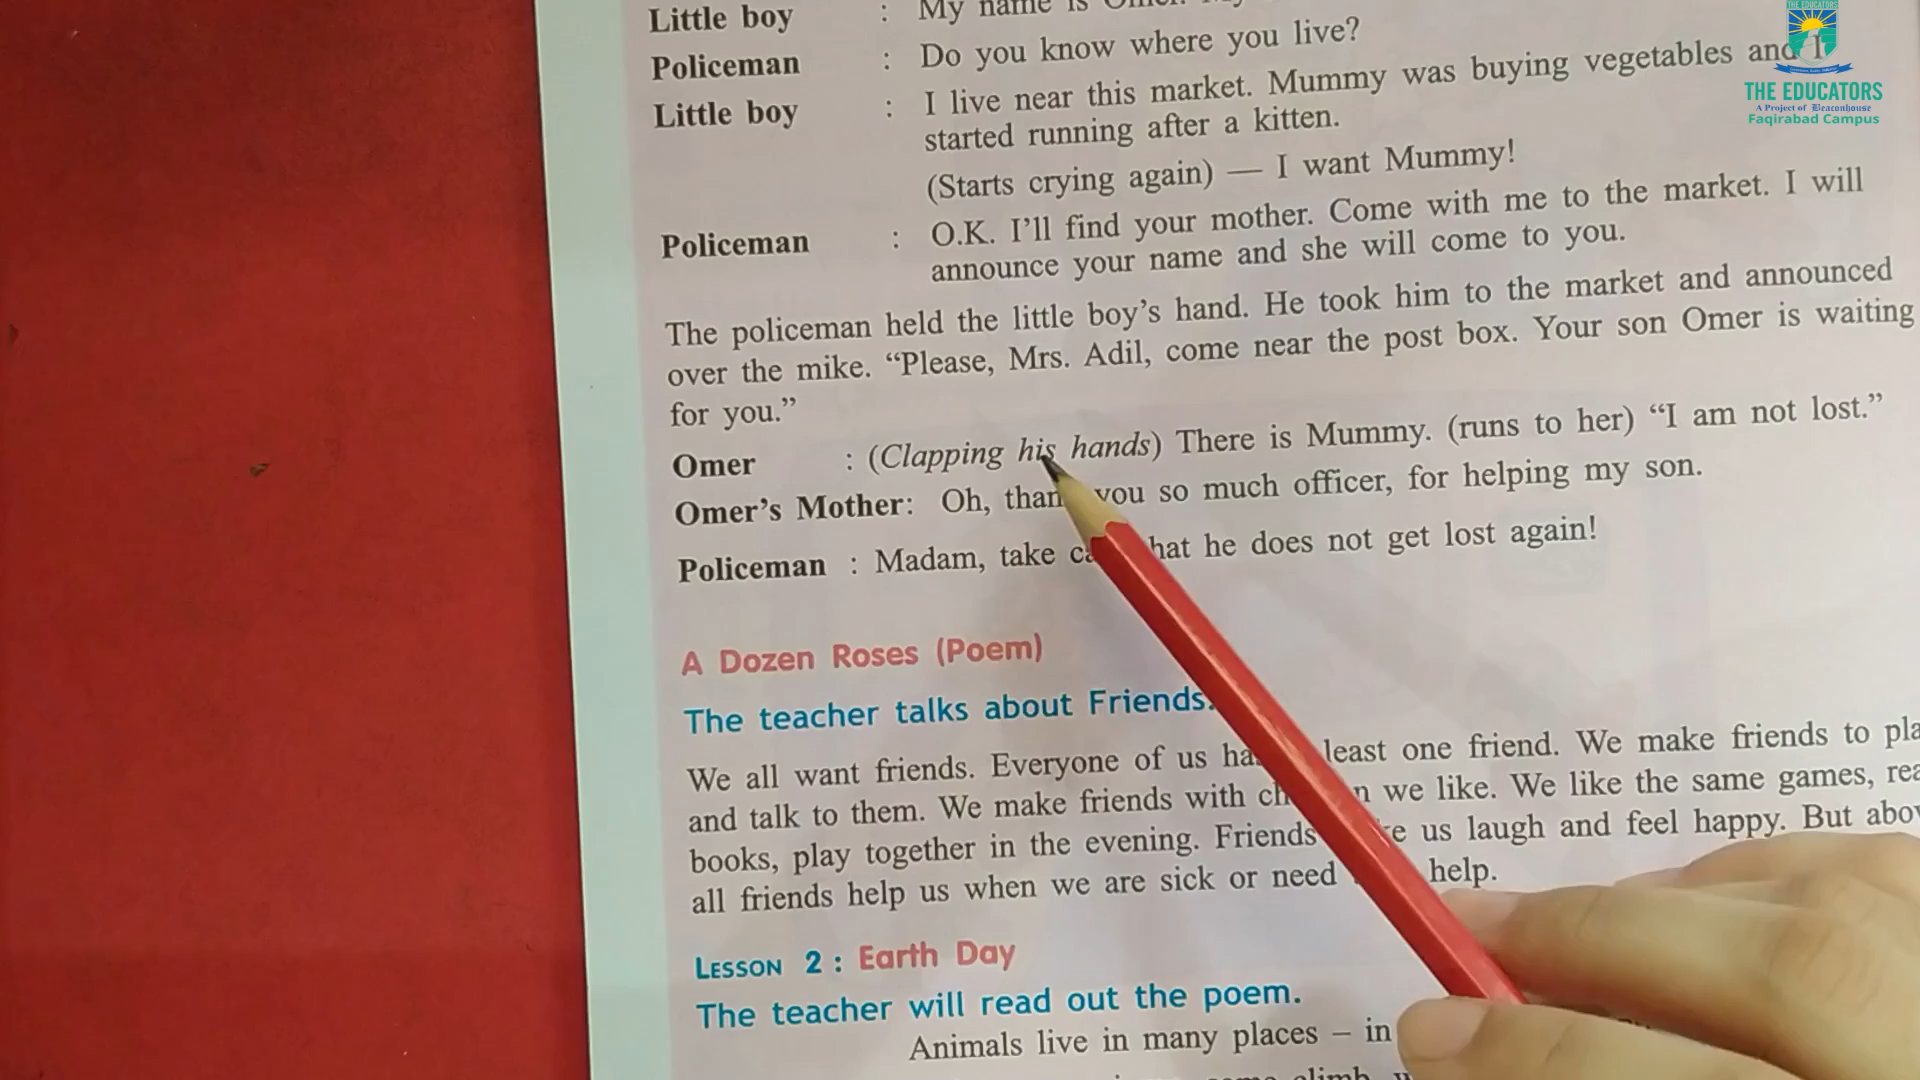 Little boy : My name is Omer.
Policeman : Do you know where you live?
Little boy : I live near this market. Mummy was buying vegetables and I
started running after a kitten.
(Starts crying again) — I want Mummy!
Policeman : O.K. I'll find your mother. Come with me to the market. I will
announce your name and she will come to you.
The policeman held the little boy's hand. He took him to the market and announced
over the mike. “Please, Mrs. Adil, come near the post box. Your son Omer is waiting
for you.”
Omer : (Clapping his hands) There is Mummy. (runs to her) “I am not lost.”
Omer's Mother: Oh, than you so much officer, for helping my son.
Policeman : Madam, take ca hat he does not get lost again!
A Dozen Roses (Poem)
The teacher talks about Friends.
We all want friends. Everyone of us ha least one friend. We make friends to pla
and talk to them. We make friends with ch n we like. We like the same games, rea
books, play together in the evening. Friends e us laugh and feel happy. But abov
all friends help us when we are sick or need help.
LESSON 2 : Earth Day
The teacher will read out the poem.
Animals live in many places – in
climb,
THE EDUCATORS
THE EDUCATORS
A Project of Beaconhouse
Faqirabad Campus